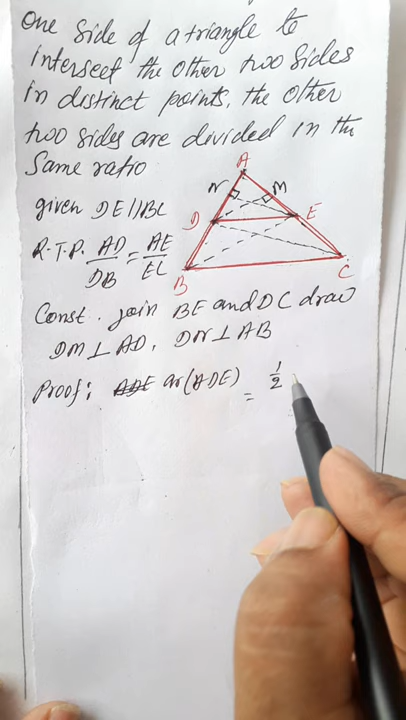 One side of a triangle to
intersect the other two sides
in distinct points, the other
two sides are divided in the
Same ratio
A
N
M
given DE||BC
D
E
R.T.P. AD/DB = AE/EC
B
C
Const. join BE and DC draw
DM⊥AD, DN⊥AB
Proof: ar(ADE) = 1/2